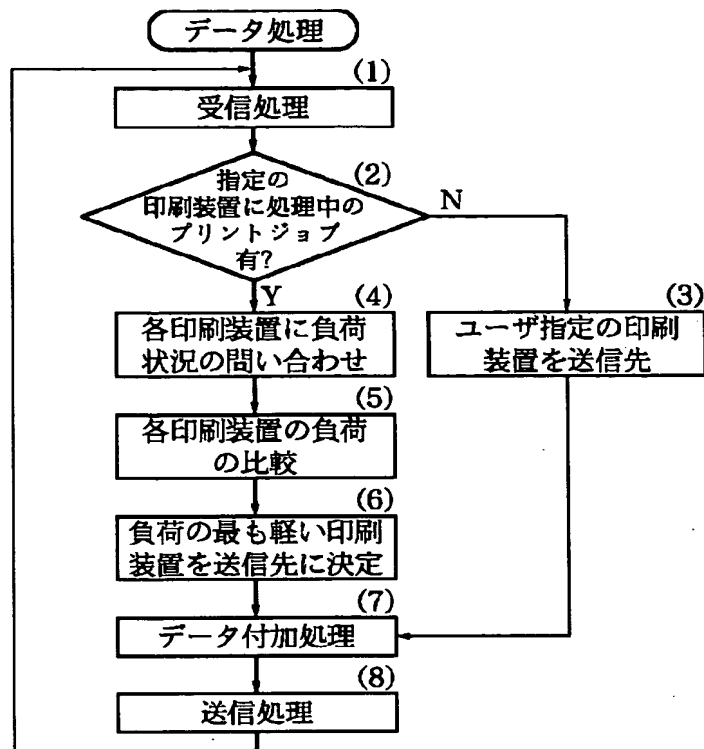 データ処理
(1)
受信処理
(2)
指定の
印刷装置に処理中の
プリントジョブ
有?
N
Y
(4)
各印刷装置に負荷
状況の問い合わせ
(3)
ユーザ指定の印刷
装置を送信先
(5)
各印刷装置の負荷
の比較
(6)
負荷の最も軽い印刷
装置を送信先に決定
(7)
データ付加処理
(8)
送信処理